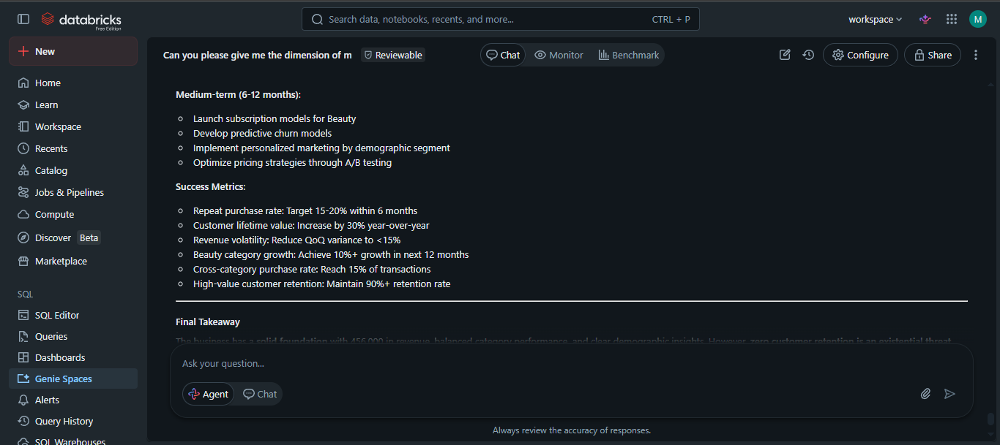 databricks
Free Edition
Search data, notebooks, recents, and more...
CTRL + P
workspace
M
New
Home
Learn
Workspace
Recents
Catalog
Jobs & Pipelines
Compute
Discover Beta
Marketplace
SQL
SQL Editor
Queries
Dashboards
Genie Spaces
Alerts
Query History
SQL Warehouses
Can you please give me the dimension of m
Reviewable
Chat
Monitor
Benchmark
Configure
Share
Medium-term (6-12 months):
Launch subscription models for Beauty
Develop predictive churn models
Implement personalized marketing by demographic segment
Optimize pricing strategies through A/B testing
Success Metrics:
Repeat purchase rate: Target 15-20% within 6 months
Customer lifetime value: Increase by 30% year-over-year
Revenue volatility: Reduce QoQ variance to <15%
Beauty category growth: Achieve 10%+ growth in next 12 months
Cross-category purchase rate: Reach 15% of transactions
High-value customer retention: Maintain 90%+ retention rate
Final Takeaway
The business has a solid foundation with 456,000 in revenue, balanced category performance, and clear demographic insights. However, zero customer retention is an existential threat
Ask your question...
Agent
Chat
Always review the accuracy of responses.